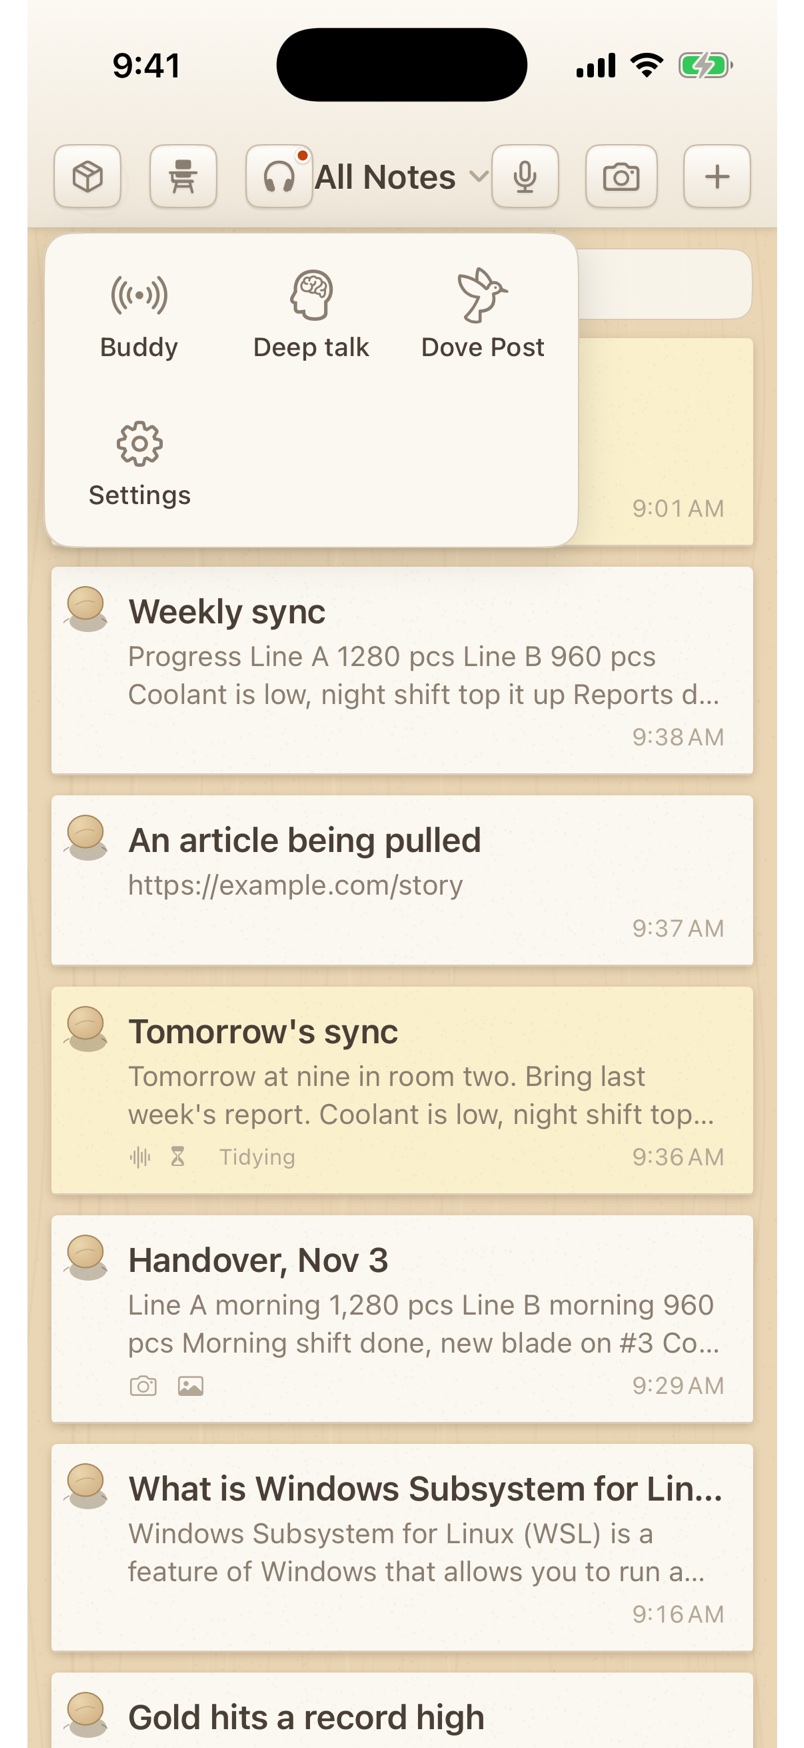 9:41
All Notes
Buddy
Deep talk
Dove Post
Settings
9:01 AM
Weekly sync
Progress Line A 1280 pcs Line B 960 pcs
Coolant is low, night shift top it up Reports d...
9:38 AM
An article being pulled
https://example.com/story
9:37 AM
Tomorrow's sync
Tomorrow at nine in room two. Bring last
week's report. Coolant is low, night shift top...
Tidying
9:36 AM
Handover, Nov 3
Line A morning 1,280 pcs Line B morning 960
pcs Morning shift done, new blade on #3 Co...
9:29 AM
What is Windows Subsystem for Lin...
Windows Subsystem for Linux (WSL) is a
feature of Windows that allows you to run a...
9:16 AM
Gold hits a record high